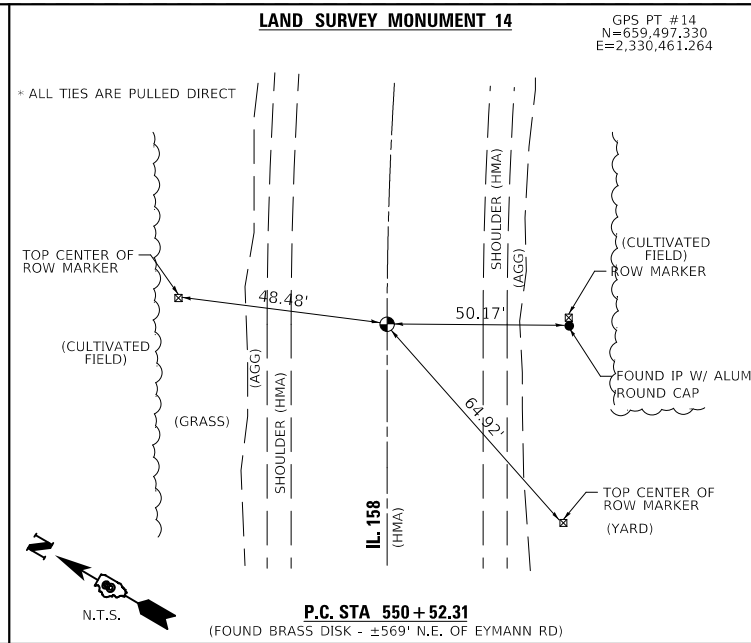 LAND SURVEY MONUMENT 14
GPS PT #14
N=659,497.330
E=2,330,461.264
* ALL TIES ARE PULLED DIRECT
SHOULDER (HMA)
(AGG)
(CULTIVATED
FIELD)
ROW MARKER
TOP CENTER OF
ROW MARKER
48.48'
50.17'
(CULTIVATED
FIELD)
(AGG)
FOUND IP W/ ALUM
ROUND CAP
(GRASS)
SHOULDER (HMA)
64.92'
TOP CENTER OF
ROW MARKER
(YARD)
IL. 158
(HMA)
N
N.T.S.
P.C. STA 550+52.31
(FOUND BRASS DISK - ±569' N.E. OF EYMANN RD)